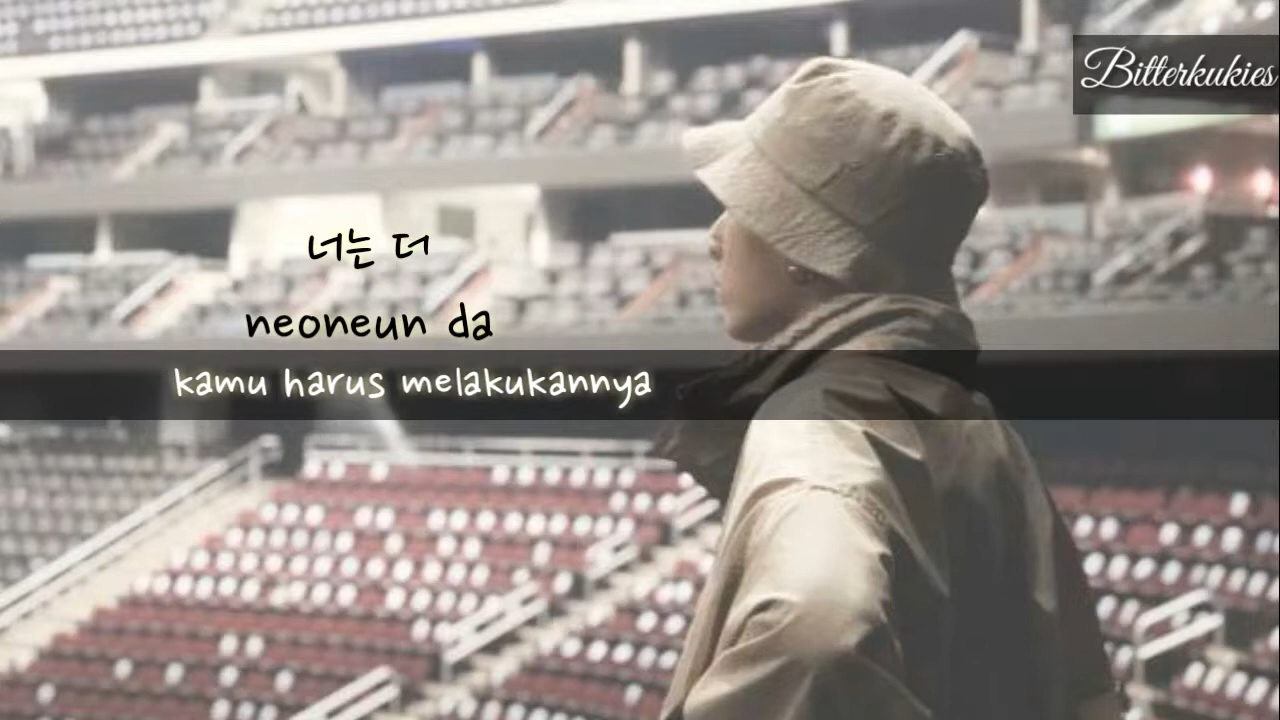 Bitterkukies
너는 더
neoneun da
kamu harus melakukannya